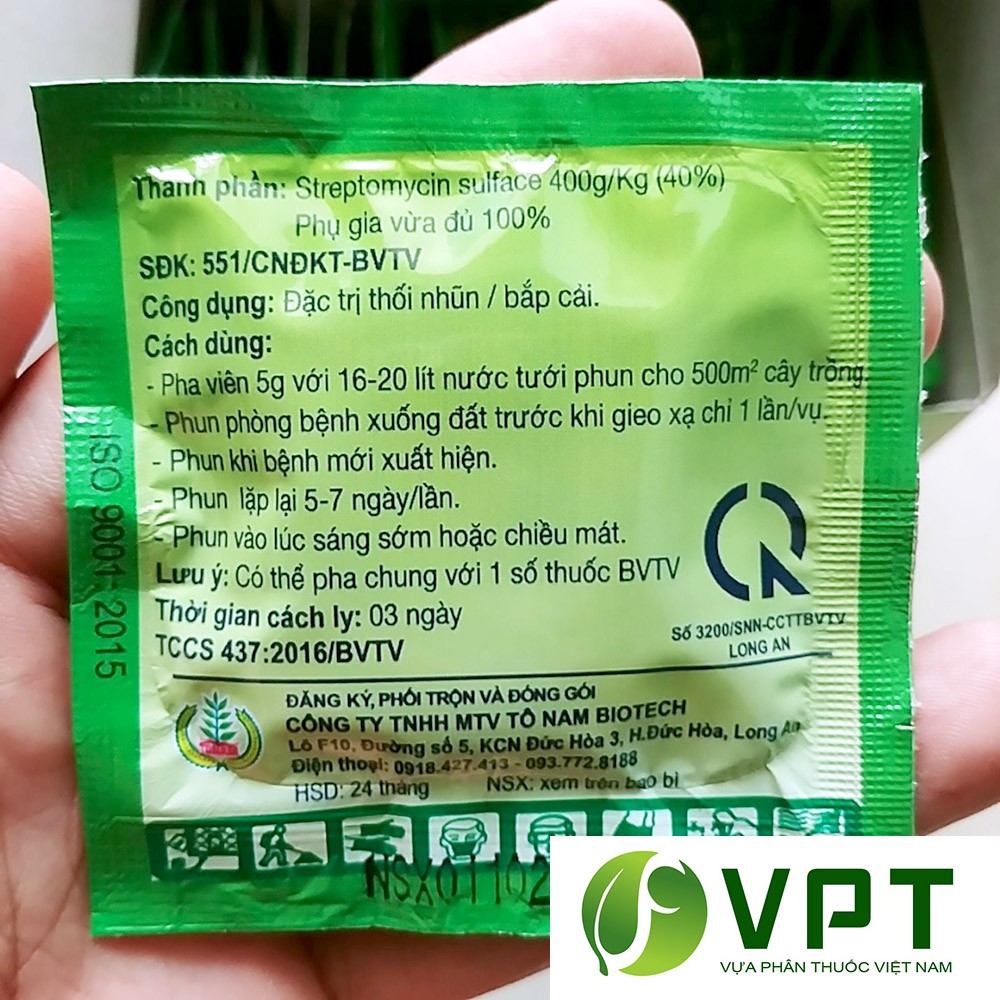 Thành phần: Streptomycin sulface 400g/Kg (40%)
Phụ gia vừa đủ 100%
SĐK: 551/CNĐKT-BVTV
Công dụng: Đặc trị thối nhũn / bắp cải.
Cách dùng:
- Pha viên 5g với 16-20 lít nước tưới phun cho 500m² cây trồng.
- Phun phòng bệnh xuống đất trước khi gieo xạ chỉ 1 lần/vụ.
- Phun khi bệnh mới xuất hiện.
- Phun lặp lại 5-7 ngày/lần.
- Phun vào lúc sáng sớm hoặc chiều mát.
Lưu ý: Có thể pha chung với 1 số thuốc BVTV
Thời gian cách ly: 03 ngày
TCCS 437:2016/BVTV
Số 3200/SNN-CCTTBVTV
LONG AN
ISO 9001:2015
ĐĂNG KÝ, PHỐI TRỘN VÀ ĐÓNG GÓI
CÔNG TY TNHH MTV TÔ NAM BIOTECH
Lô F10, Đường số 5, KCN Đức Hòa 3, H.Đức Hòa, Long An
Điện thoại: 0918.427.413 - 093.772.8188
HSD: 24 tháng NSX: xem trên bao bì
NSX01102
VPT
VỰA PHÂN THUỐC VIỆT NAM